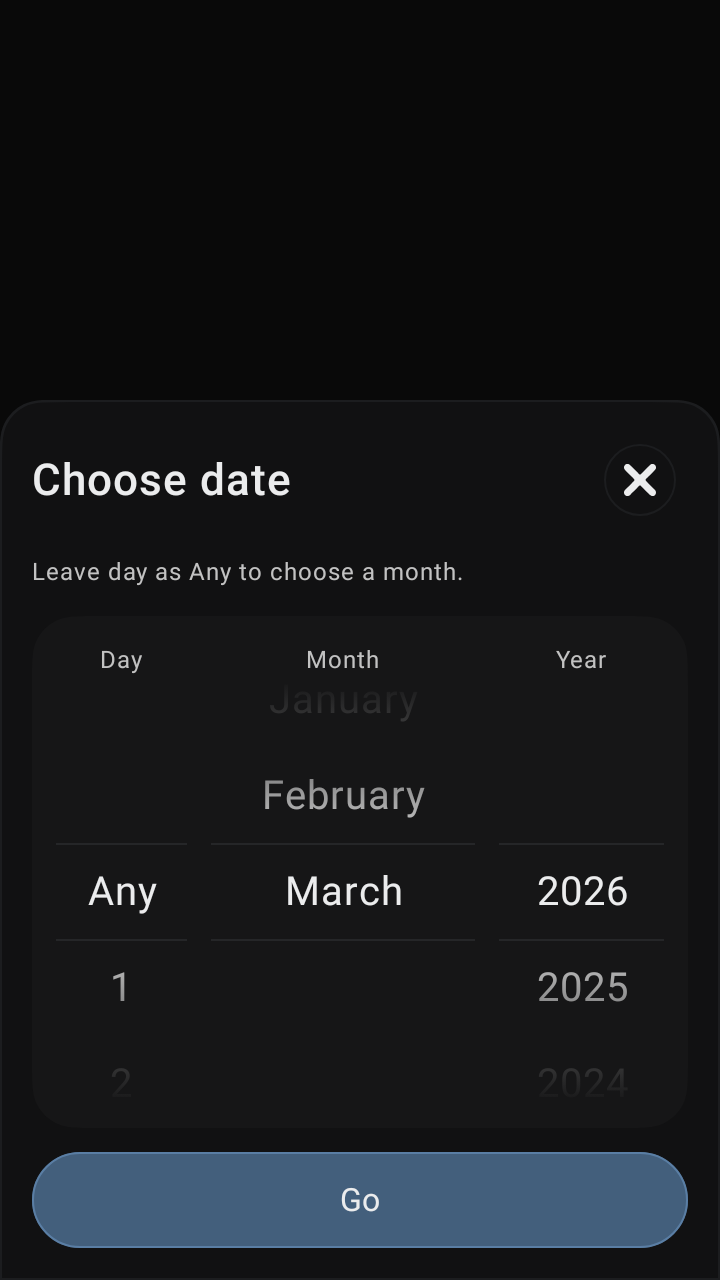 Choose date
Leave day as Any to choose a month.
Day Month Year
January
February
Any March 2026
1 2025
2 2024
Go